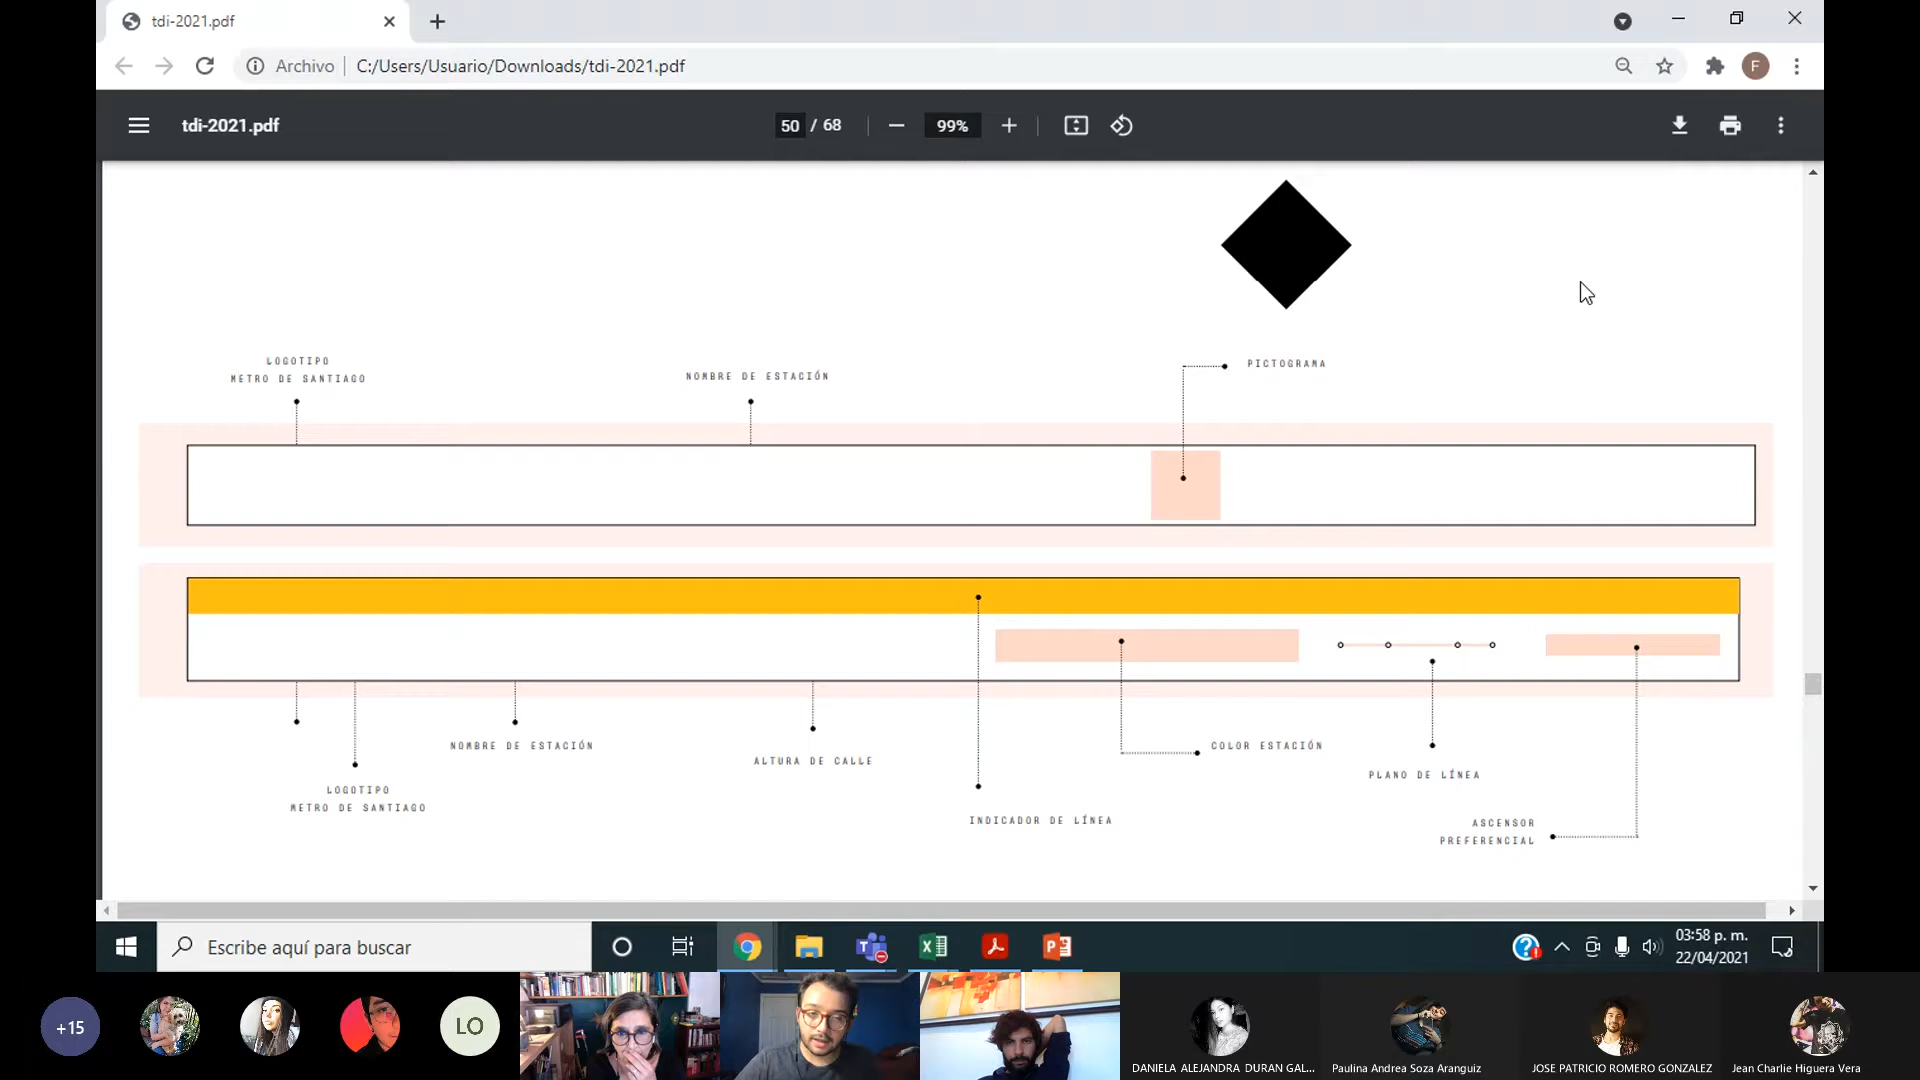 tdi-2021.pdf
Archivo
C:/Users/Usuario/Downloads/tdi-2021.pdf
F
tdi-2021.pdf
50 / 68
99%
LOGOTIPO
METRO DE SANTIAGO
NOMBRE DE ESTACIÓN
PICTOGRAMA
NOMBRE DE ESTACIÓN
ALTURA DE CALLE
COLOR ESTACIÓN
PLANO DE LÍNEA
LOGOTIPO
METRO DE SANTIAGO
INDICADOR DE LÍNEA
ASCENSOR
PREFERENCIAL
Escribe aquí para buscar
03:58 p. m.
22/04/2021
+15
LO
DANIELA ALEJANDRA DURAN GAL...
Paulina Andrea Soza Aranguiz
JOSE PATRICIO ROMERO GONZALEZ
Jean Charlie Higuera Vera